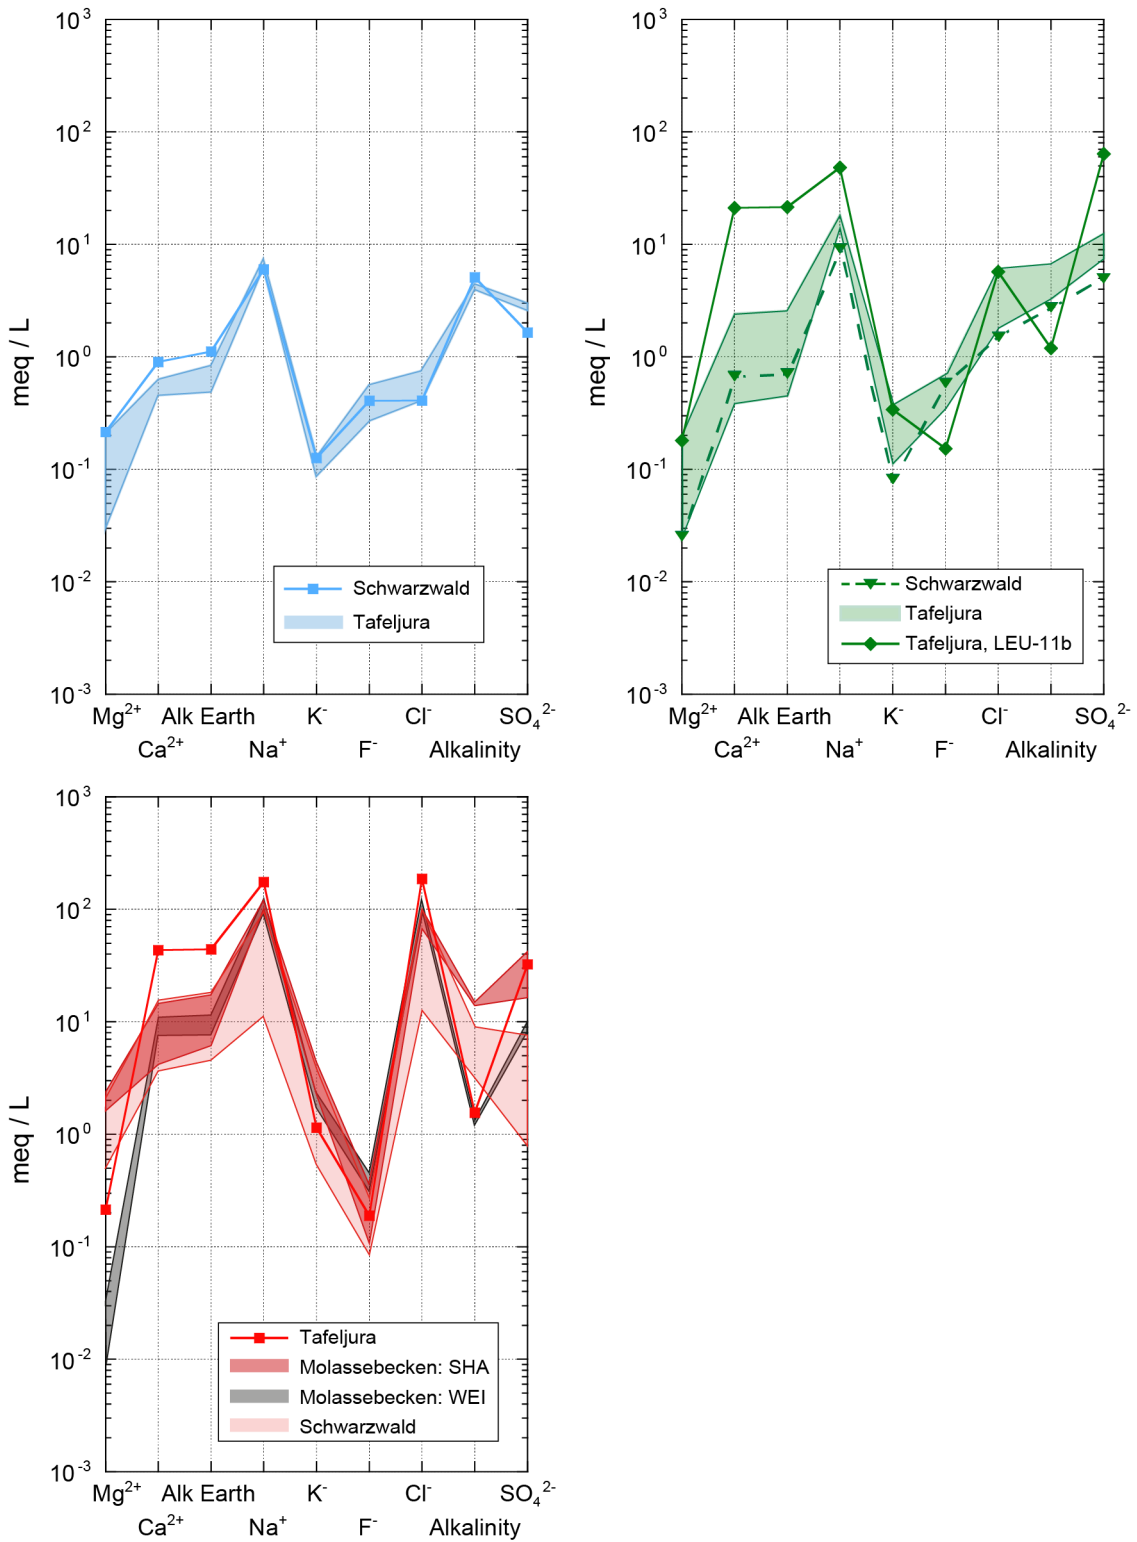 10³
10²
10¹
10⁰
10⁻¹
10⁻²
10⁻³
meq / L
Schwarzwald
Tafeljura
Mg²⁺ Alk Earth K⁻ Cl⁻ SO₄²⁻
Ca²⁺ Na⁺ F⁻ Alkalinity
10³
10²
10¹
10⁰
10⁻¹
10⁻²
10⁻³
meq / L
Schwarzwald
Tafeljura
Tafeljura, LEU-11b
Mg²⁺ Alk Earth K⁻ Cl⁻ SO₄²⁻
Ca²⁺ Na⁺ F⁻ Alkalinity
10³
10²
10¹
10⁰
10⁻¹
10⁻²
10⁻³
meq / L
Tafeljura
Molassebecken: SHA
Molassebecken: WEI
Schwarzwald
Mg²⁺ Alk Earth K⁻ Cl⁻ SO₄²⁻
Ca²⁺ Na⁺ F⁻ Alkalinity